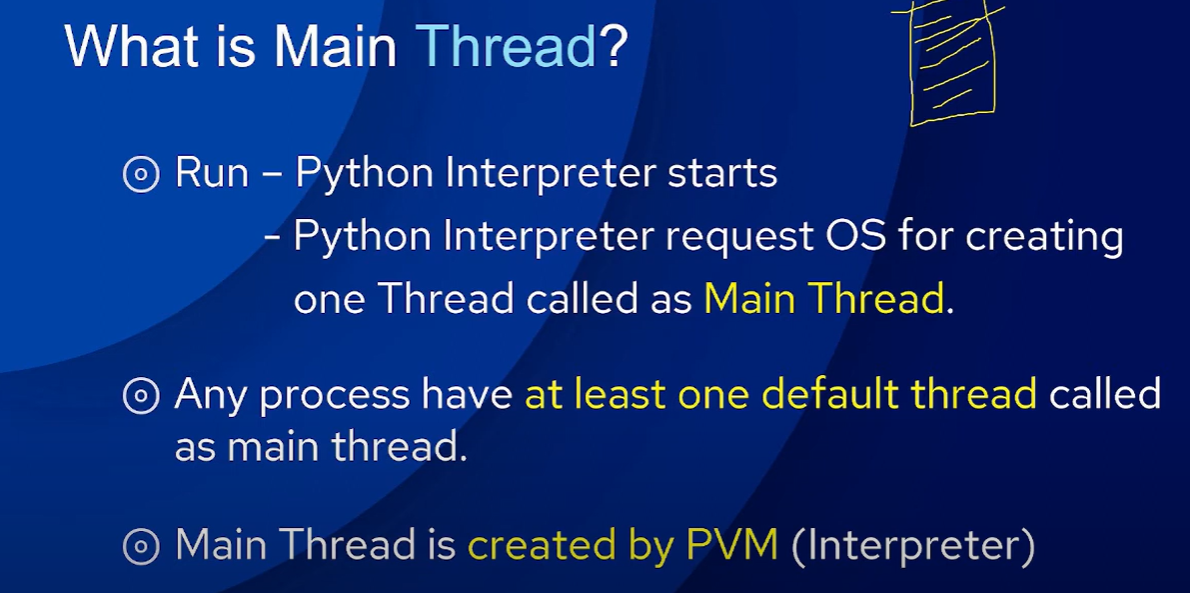 What is Main Thread?
Run – Python Interpreter starts
- Python Interpreter request OS for creating
one Thread called as Main Thread.
Any process have at least one default thread called
as main thread.
Main Thread is created by PVM (Interpreter)